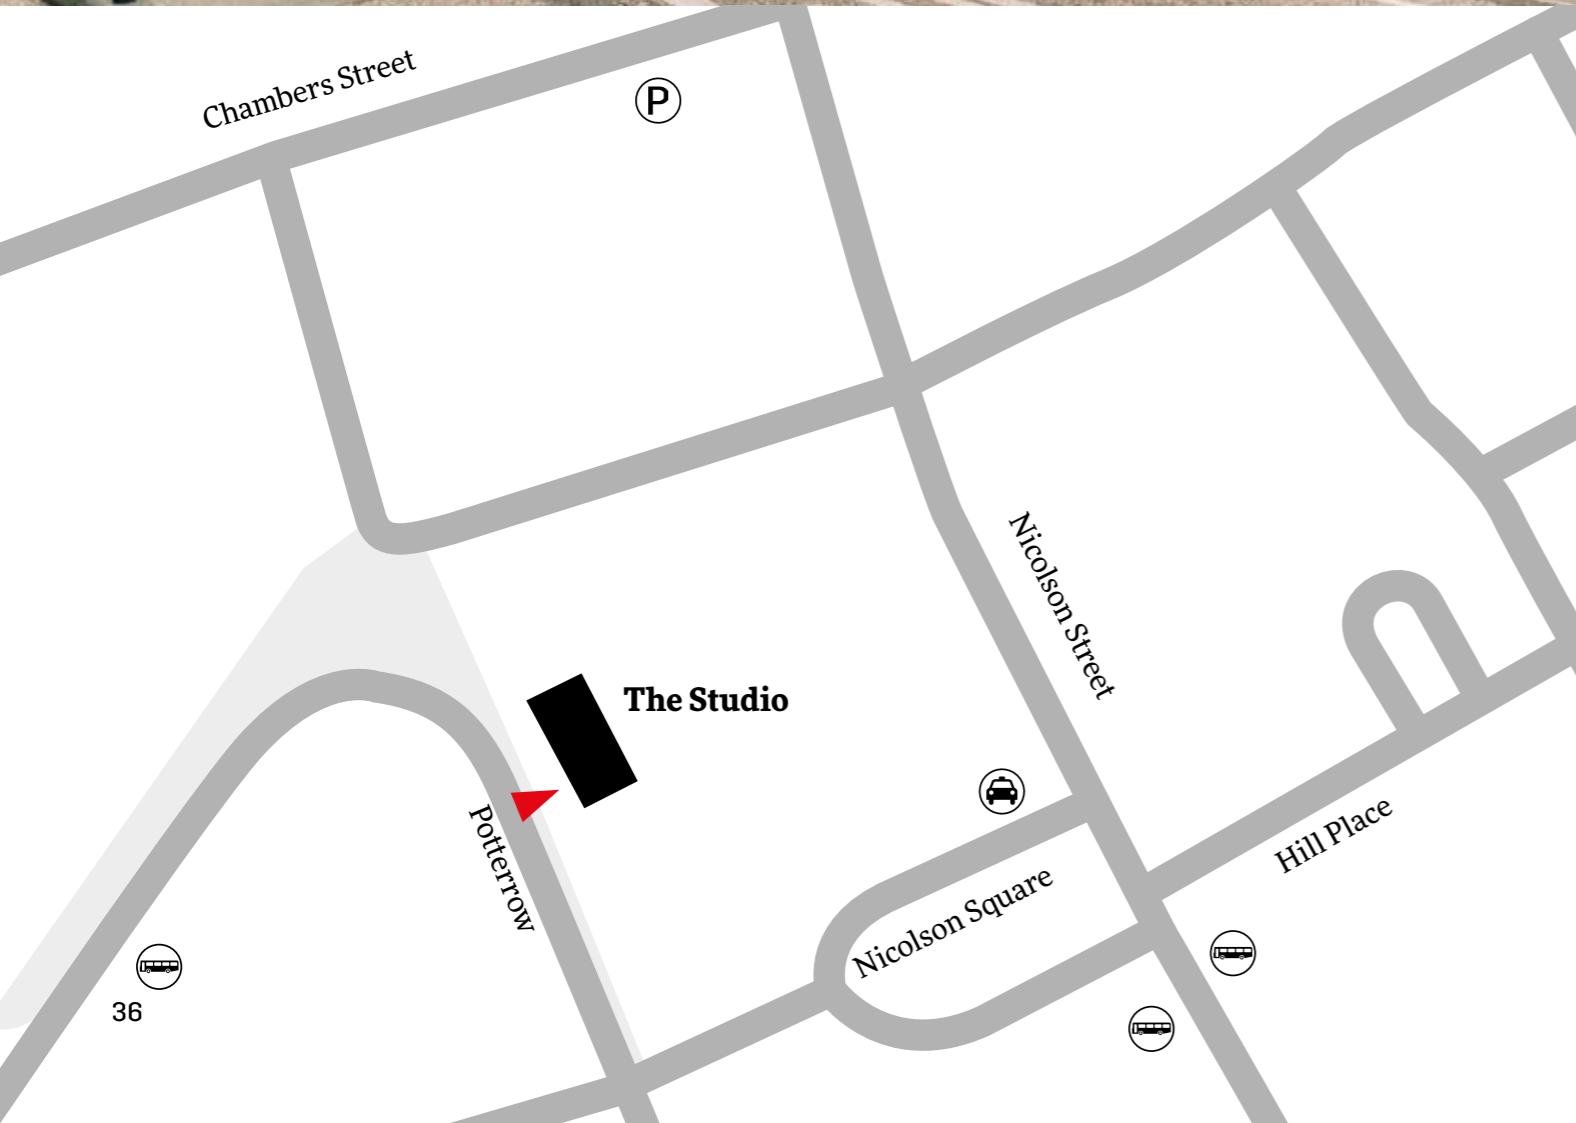 Chambers Street
P
Nicolson Street
The Studio
Potterrow
Hill Place
Nicolson Square
36